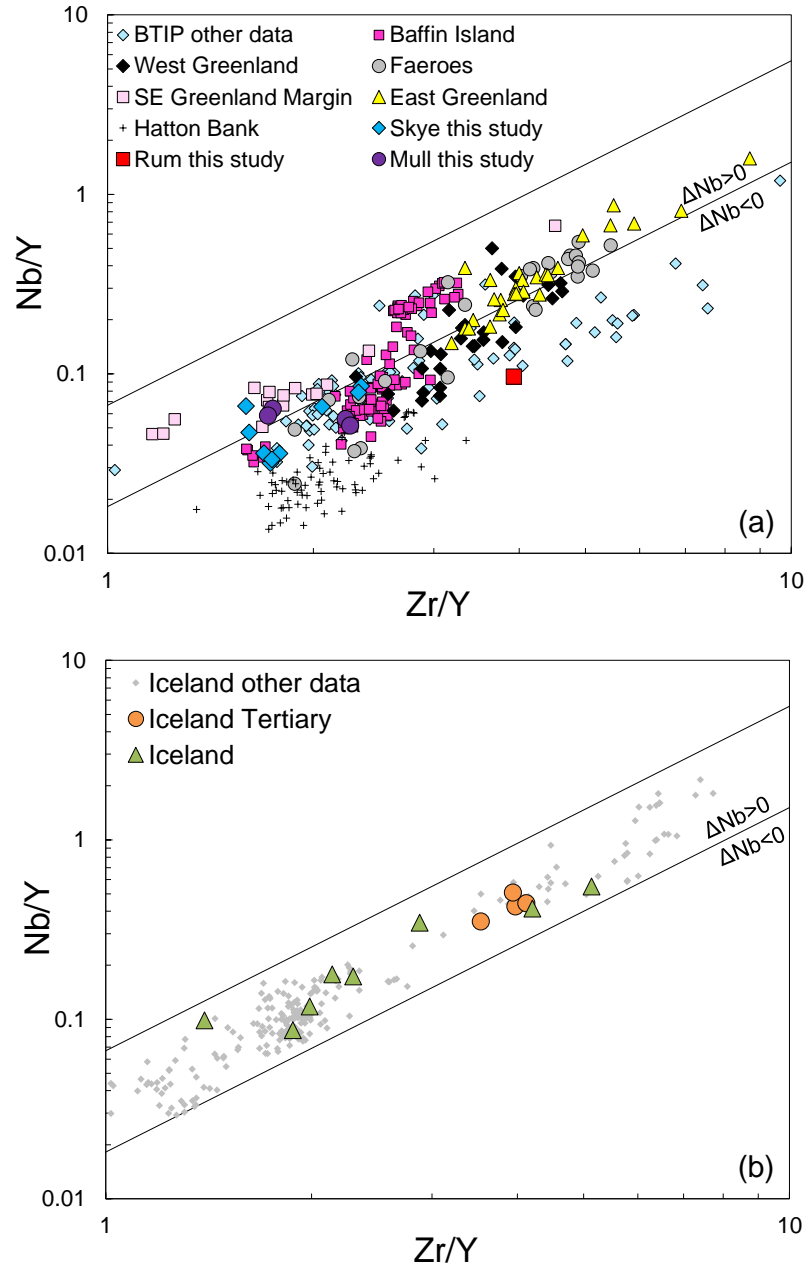 10
BTIP other data
Baffin Island
West Greenland
Faeroes
SE Greenland Margin
East Greenland
Hatton Bank
Skye this study
Rum this study
Mull this study
1
ΔNb>0
ΔNb<0
Nb/Y
0.1
0.01
(a)
1
10
Zr/Y
10
Iceland other data
Iceland Tertiary
Iceland
1
ΔNb>0
ΔNb<0
Nb/Y
0.1
0.01
(b)
1
10
Zr/Y